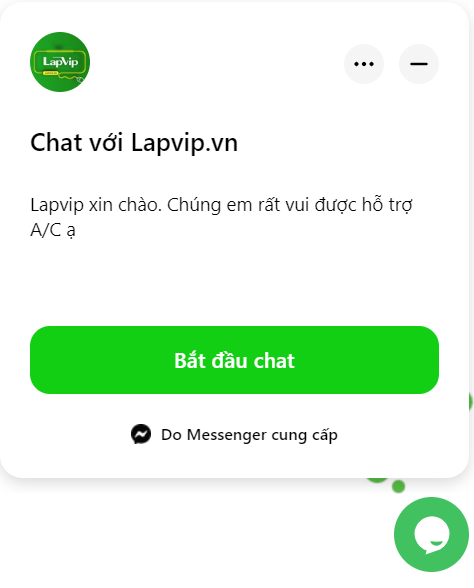 LapVip
Chat với Lapvip.vn
Lapvip xin chào. Chúng em rất vui được hỗ trợ
A/C ạ
Bắt đầu chat
Do Messenger cung cấp